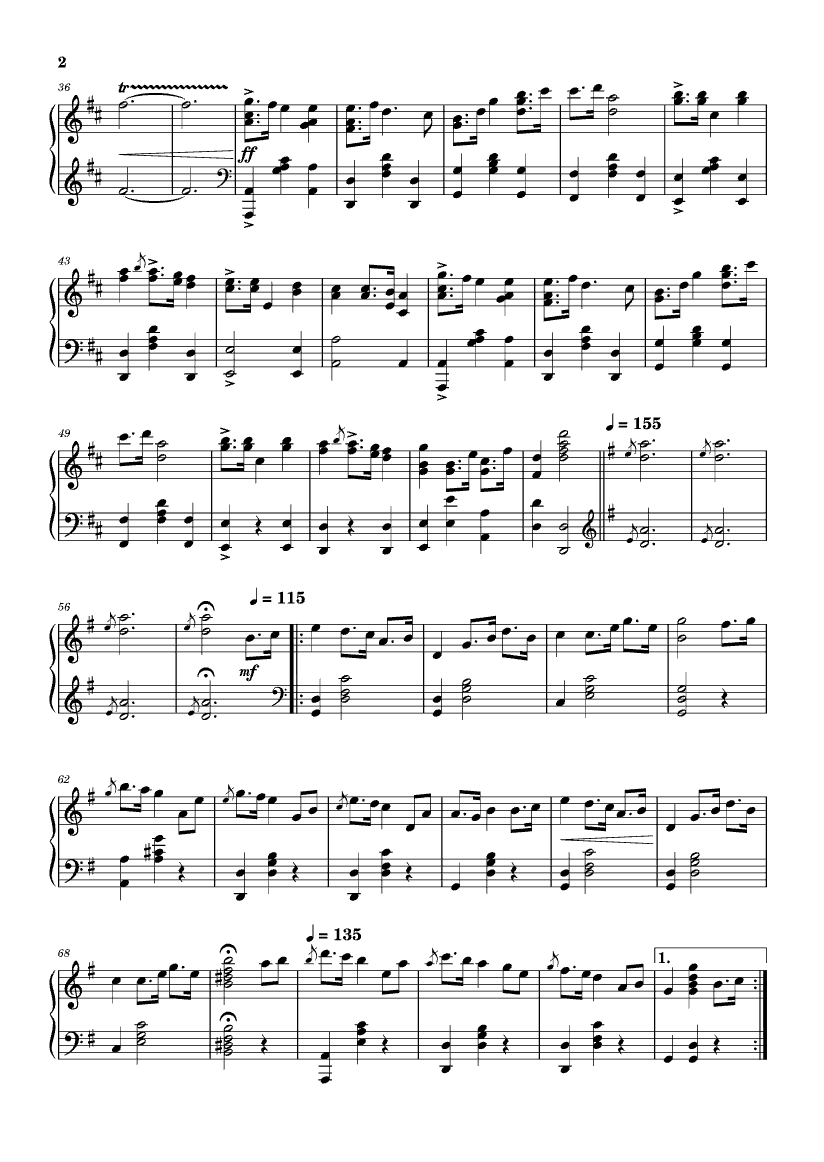 2
36
tr
ff
43
49
♩ = 155
56
♩ = 115
mf
62
68
♩ = 135
1.